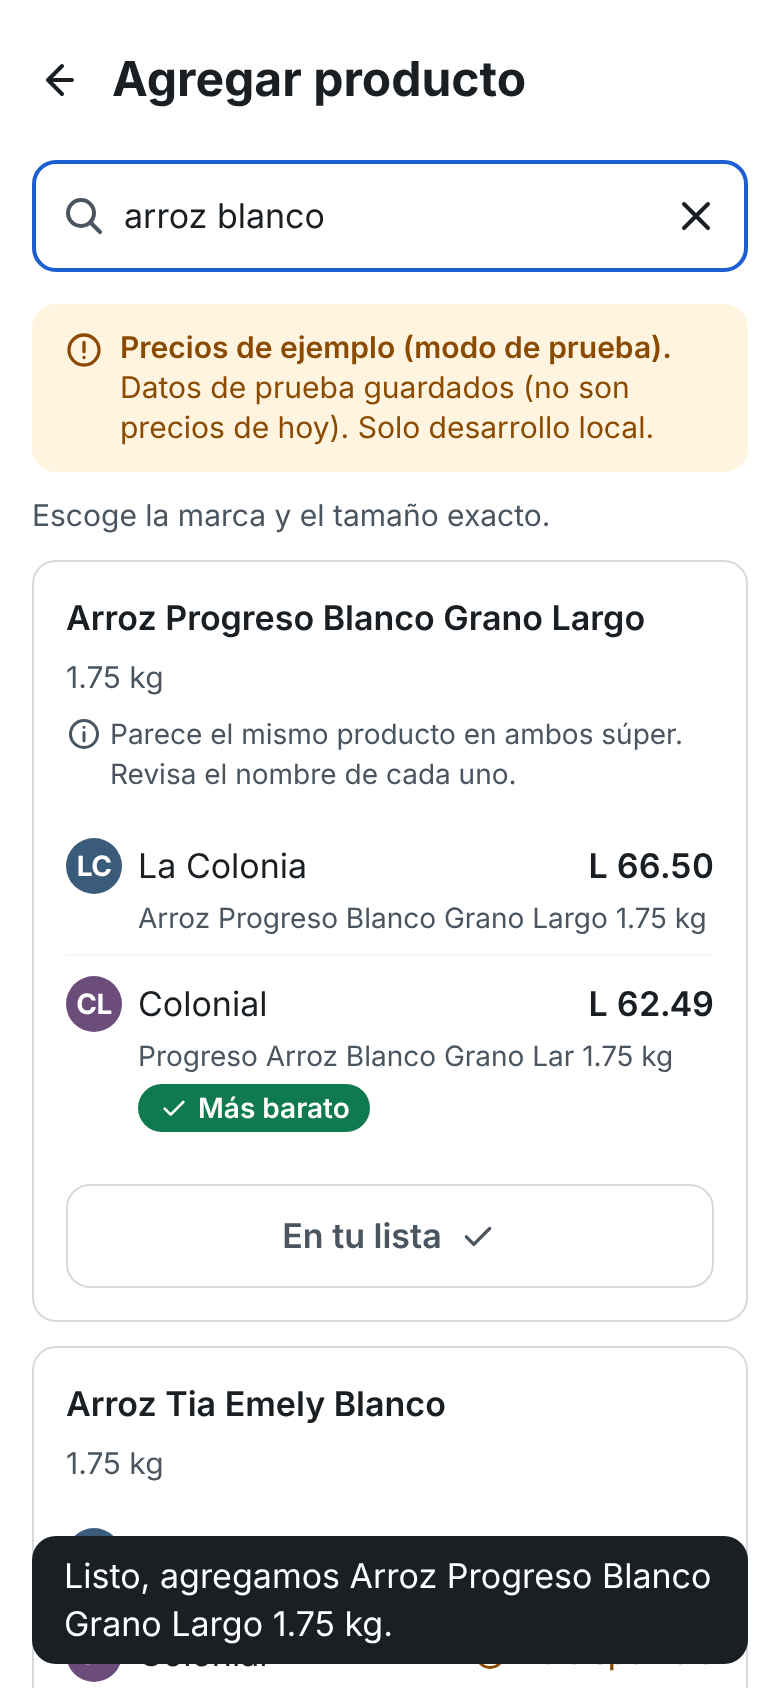 Agregar producto
arroz blanco
Precios de ejemplo (modo de prueba).
Datos de prueba guardados (no son
precios de hoy). Solo desarrollo local.
Escoge la marca y el tamaño exacto.
Arroz Progreso Blanco Grano Largo
1.75 kg
Parece el mismo producto en ambos súper.
Revisa el nombre de cada uno.
LC La Colonia L 66.50
Arroz Progreso Blanco Grano Largo 1.75 kg
CL Colonial L 62.49
Progreso Arroz Blanco Grano Lar 1.75 kg
Más barato
En tu lista
Arroz Tia Emely Blanco
1.75 kg
Listo, agregamos Arroz Progreso Blanco
Grano Largo 1.75 kg.